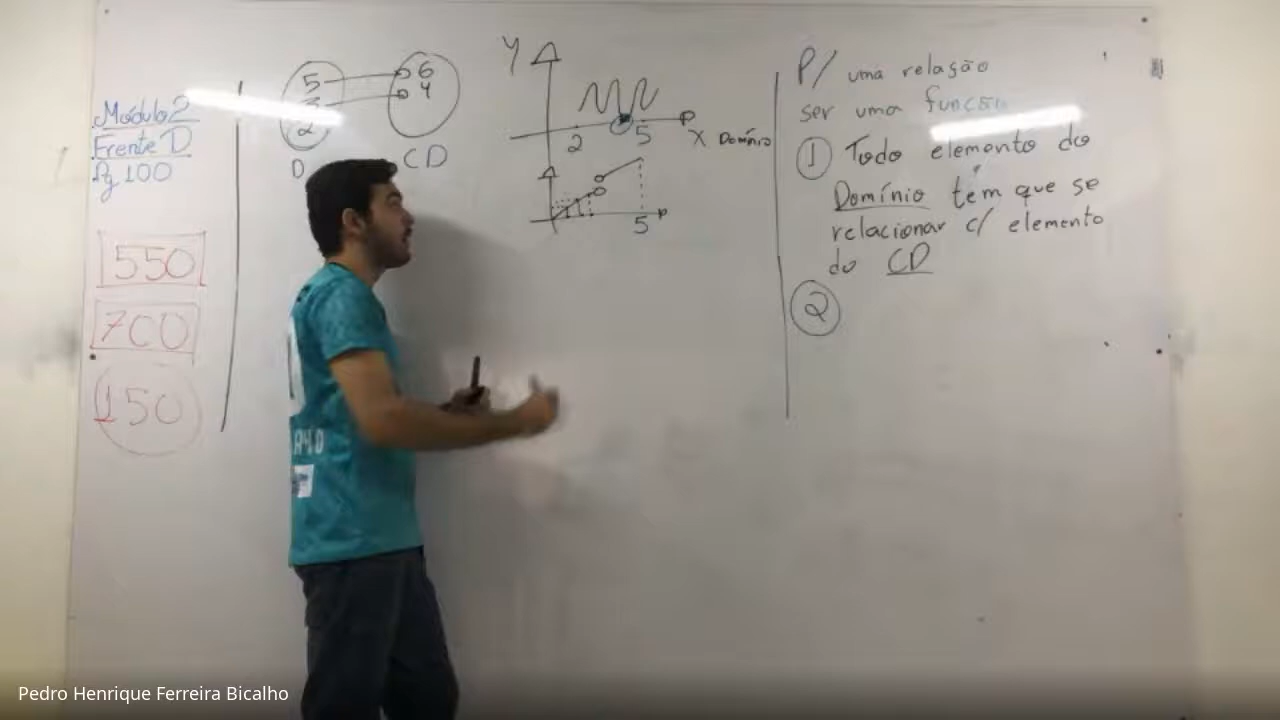 Módulo 2
Frente D
Pg 100
550
700
150
5
3
2
6
4
D
CD
Y
2
5
X Domínio
5
P/ uma relação
ser uma função
① Todo elemento do
Domínio tem que se
relacionar c/ elemento
do CD
②
Pedro Henrique Ferreira Bicalho